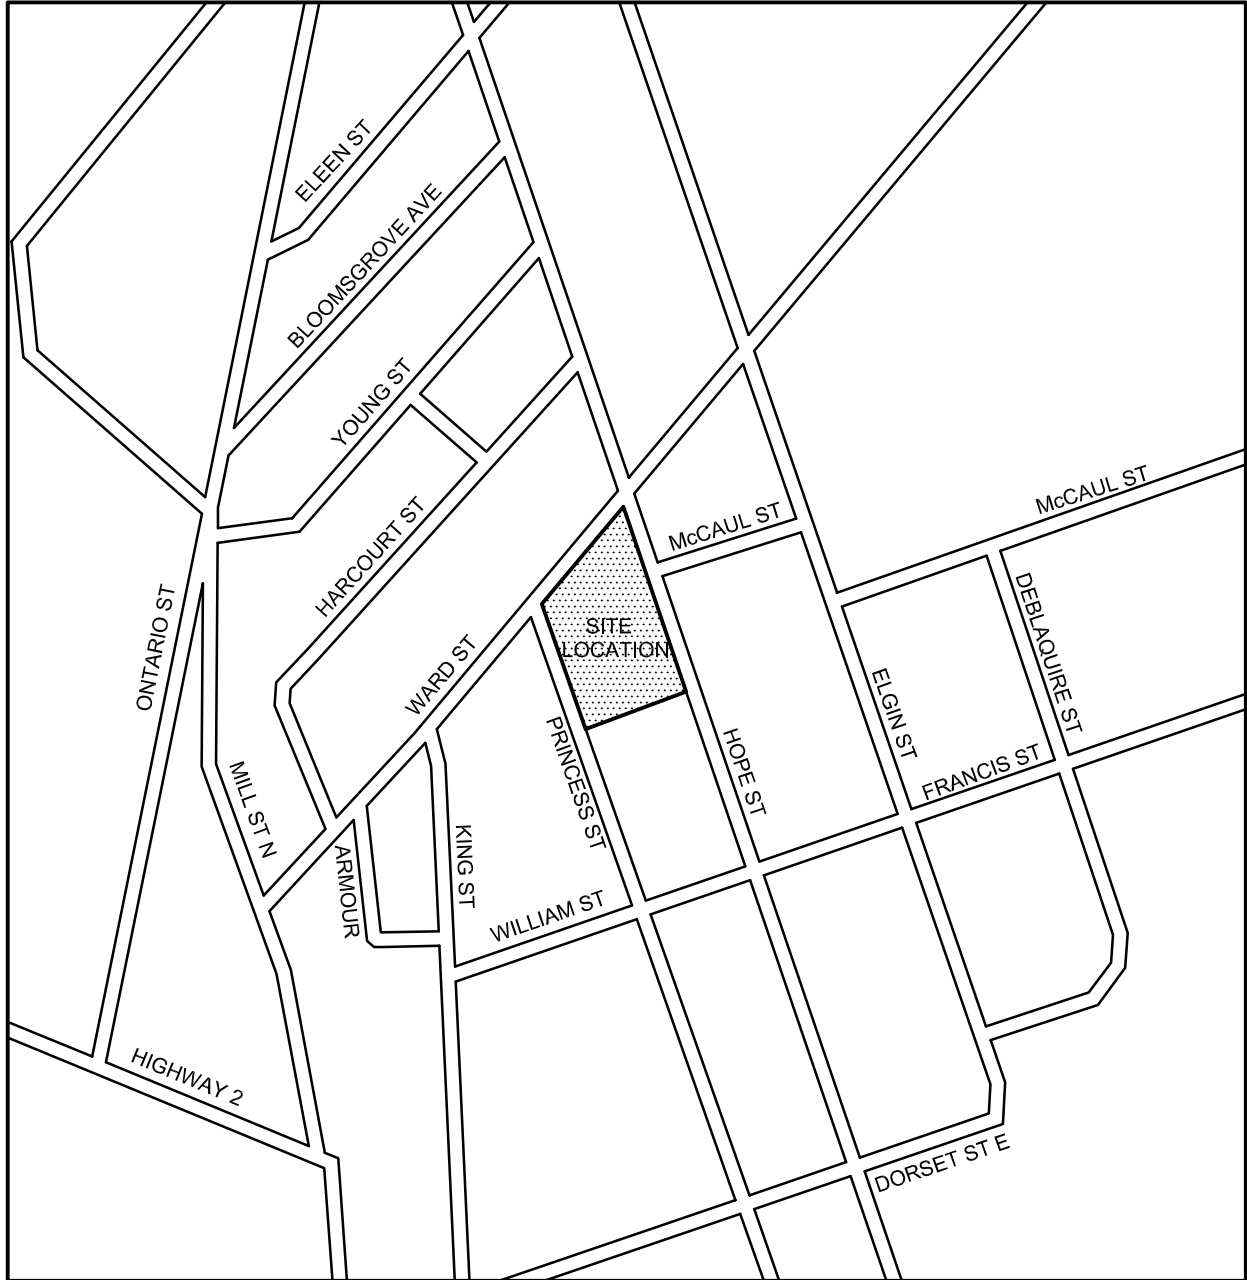 ELEEN ST
BLOOMSGROVE AVE
YOUNG ST
McCAUL ST
McCAUL ST
HARCOURT ST
ONTARIO ST
DEBLAQUIRE ST
SITE
LOCATION
WARD ST
ELGIN ST
PRINCESS ST
HOPE ST
FRANCIS ST
MILL ST N
KING ST
ARMOUR
WILLIAM ST
HIGHWAY 2
DORSET ST E